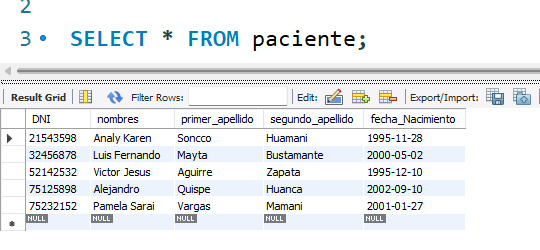 2
3 SELECT * FROM paciente;
Result Grid Filter Rows: Edit: Export/Import:
DNI nombres primer_apellido segundo_apellido fecha_Nacimiento
21543598 Analy Karen Soncco Huamani 1995-11-28
32456878 Luis Fernando Mayta Bustamante 2000-05-02
52142532 Victor Jesus Aguirre Zapata 1995-12-10
75125898 Alejandro Quispe Huanca 2002-09-10
75232152 Pamela Sarai Vargas Mamani 2001-01-27
NULL NULL NULL NULL NULL